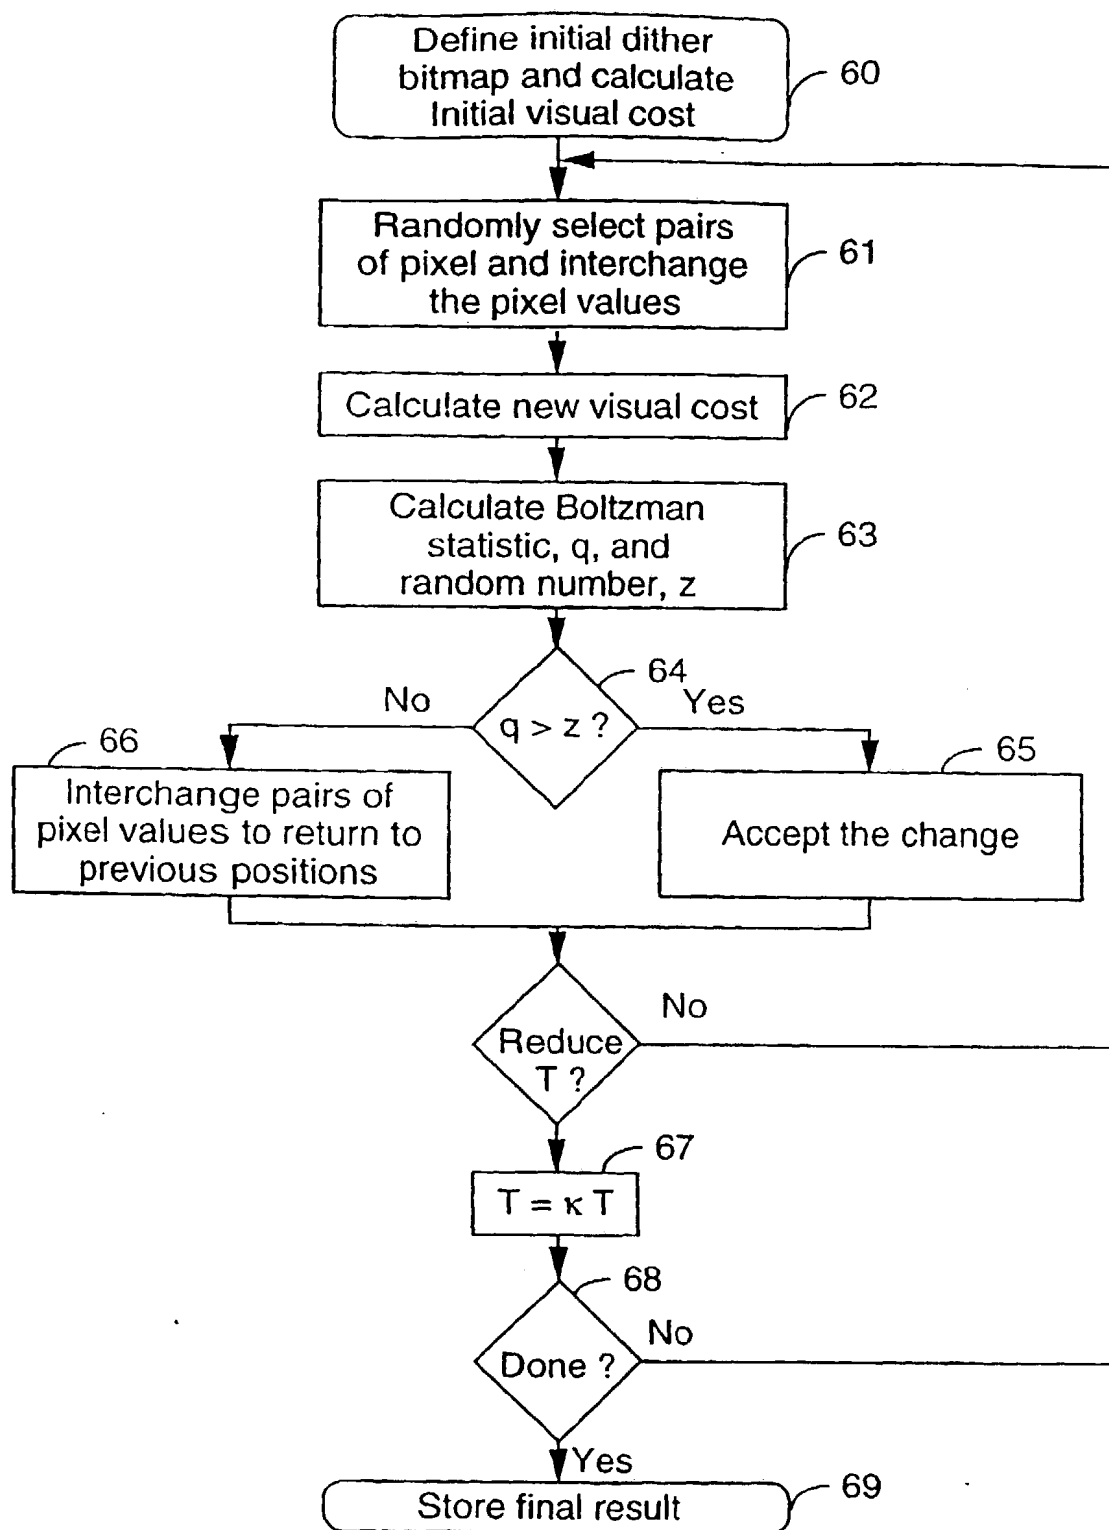 Define initial dither
bitmap and calculate
Initial visual cost
60
Randomly select pairs
of pixel and interchange
the pixel values
61
Calculate new visual cost
62
Calculate Boltzman
statistic, q, and
random number, z
63
64
q > z ?
No
Yes
66
Interchange pairs of
pixel values to return to
previous positions
65
Accept the change
Reduce
T ?
No
67
T = κ T
68
Done ?
No
Yes
Store final result
69